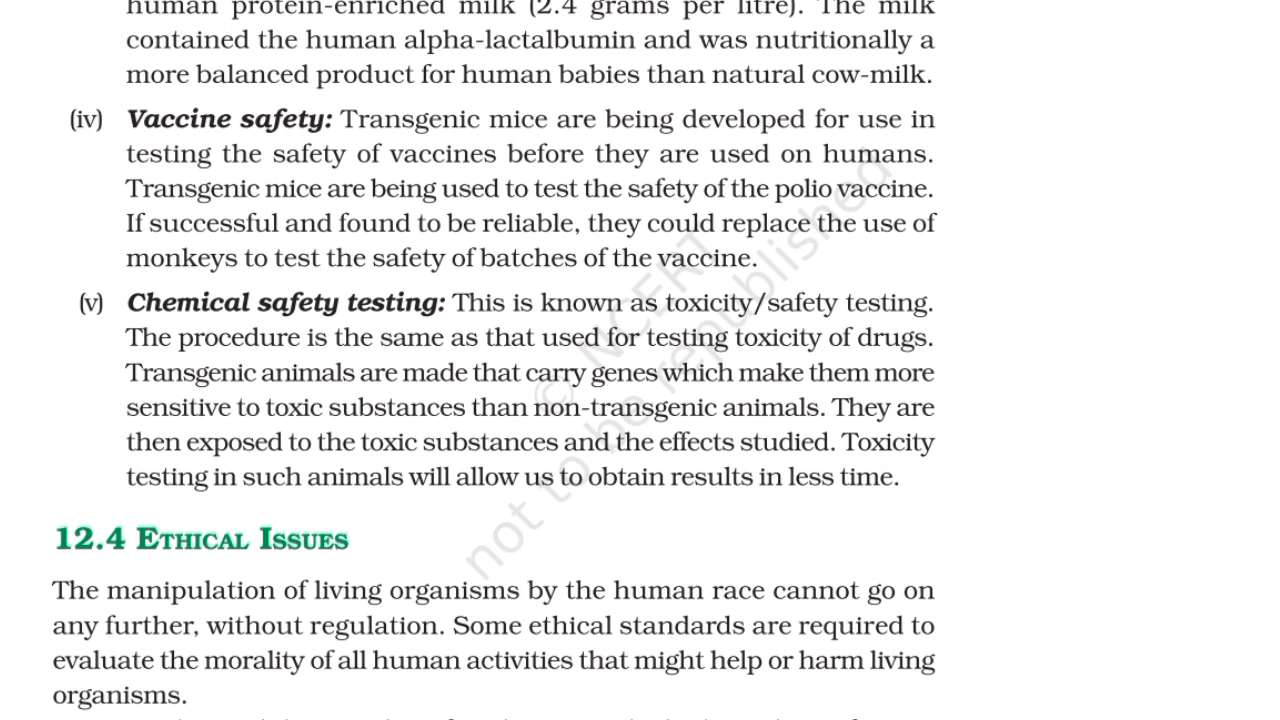 human protein-enriched milk (2.4 grams per litre). The milk
contained the human alpha-lactalbumin and was nutritionally a
more balanced product for human babies than natural cow-milk.
(iv) Vaccine safety: Transgenic mice are being developed for use in
testing the safety of vaccines before they are used on humans.
Transgenic mice are being used to test the safety of the polio vaccine.
If successful and found to be reliable, they could replace the use of
monkeys to test the safety of batches of the vaccine.
(v) Chemical safety testing: This is known as toxicity/safety testing.
The procedure is the same as that used for testing toxicity of drugs.
Transgenic animals are made that carry genes which make them more
sensitive to toxic substances than non-transgenic animals. They are
then exposed to the toxic substances and the effects studied. Toxicity
testing in such animals will allow us to obtain results in less time.
12.4 ETHICAL ISSUES
The manipulation of living organisms by the human race cannot go on
any further, without regulation. Some ethical standards are required to
evaluate the morality of all human activities that might help or harm living
organisms.
© NCERT
not to be republished